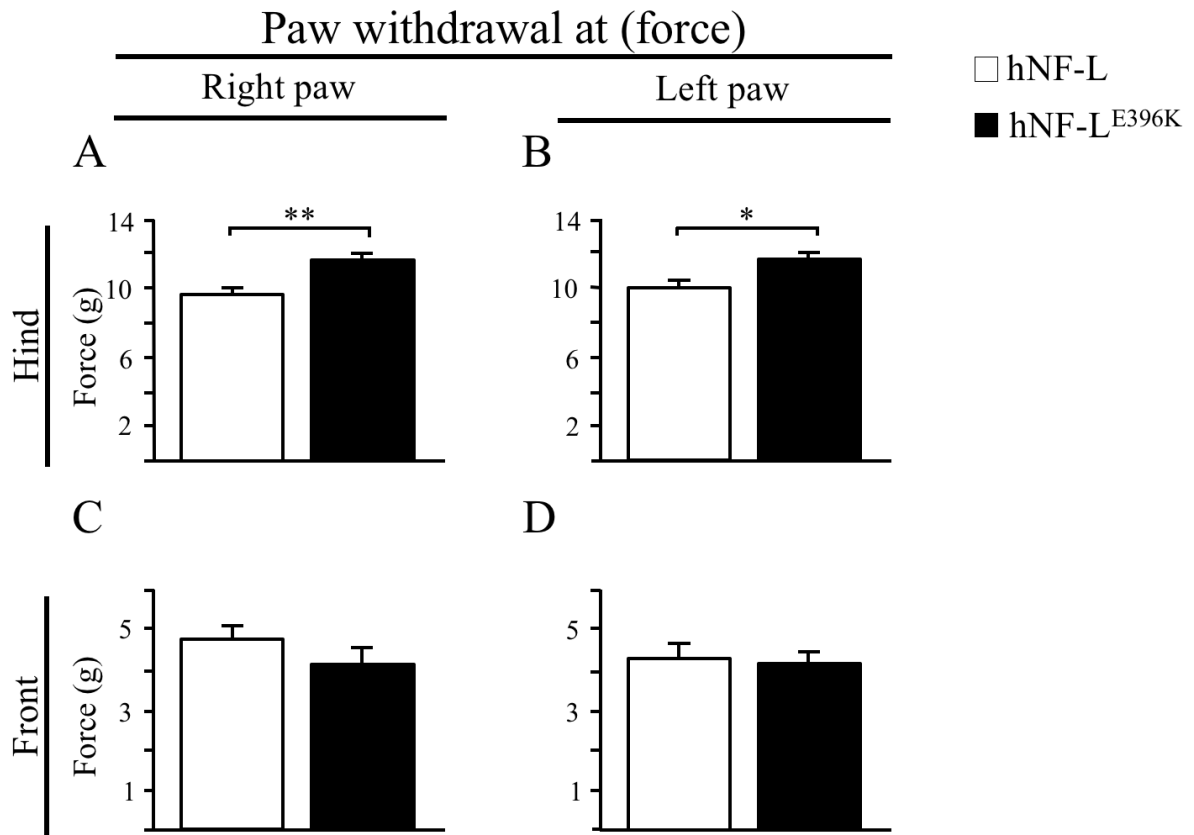 Paw withdrawal at (force)
Right paw
Left paw
hNF-L
hNF-L^E396K
A
B
Hind
Force (g)
14
10
6
2
**
14
10
6
2
*
C
D
Front
Force (g)
5
3
1
5
3
1